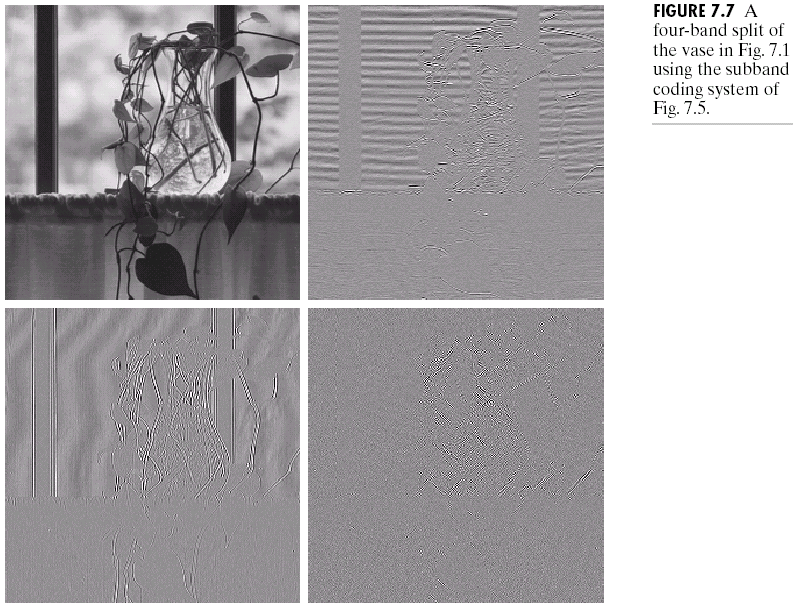 FIGURE 7.7 A
four-band split of
the vase in Fig. 7.1
using the subband
coding system of
Fig. 7.5.